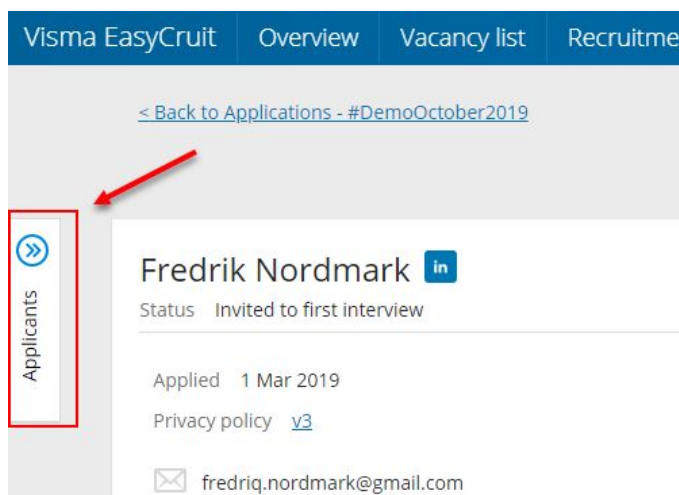 Visma EasyCruit Overview Vacancy list
< Back to Applications - #DemoOctober2019
Applicants
Fredrik Nordmark in
Status Invited to first interview
Applied 1 Mar 2019
Privacy policy v3
fredriq.nordmark@gmail.com